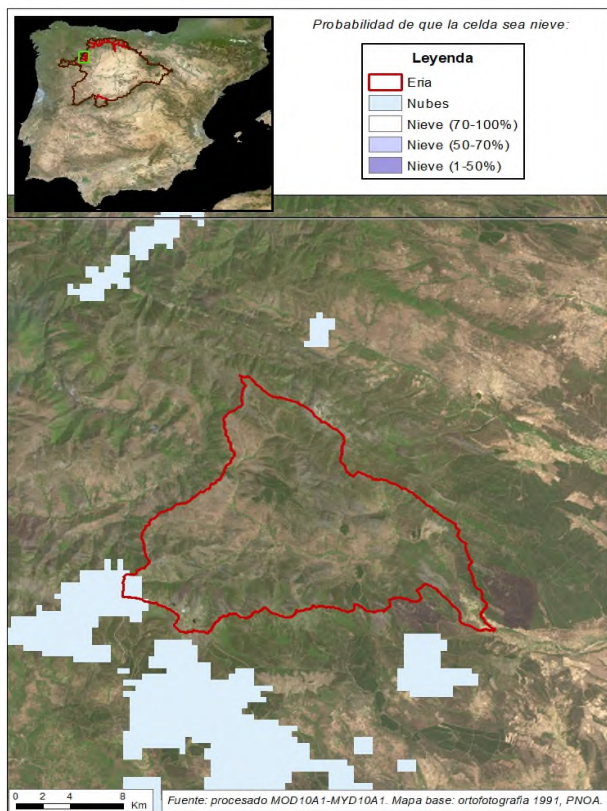 Probabilidad de que la celda sea nieve:
Leyenda
Eria
Nubes
Nieve (70-100%)
Nieve (50-70%)
Nieve (1-50%)
0 2 4 8
Km
Fuente: procesado MOD10A1-MYD10A1. Mapa base: ortofotografia 1991, PNOA